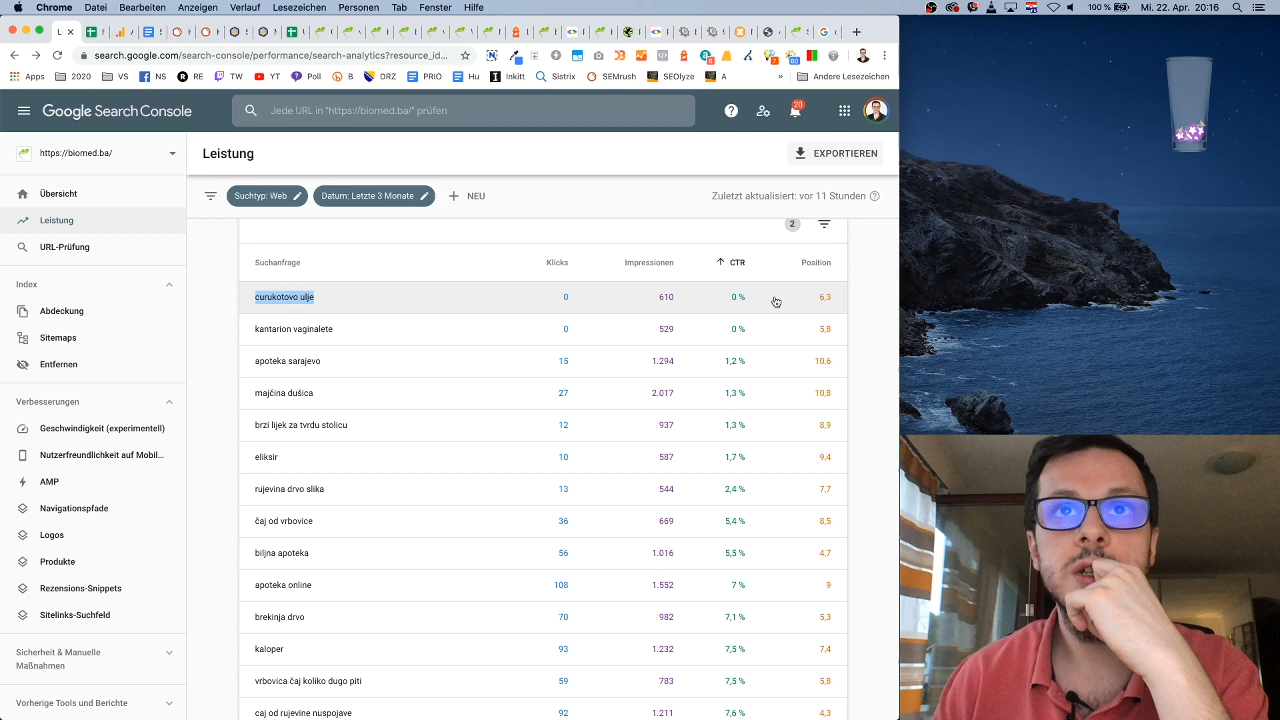 Chrome Datei Bearbeiten Anzeigen Verlauf Lesezeichen Personen Tab Fenster Hilfe 100 % Mi. 22. Apr. 20:16
search.google.com/search-console/performance/search-analytics?resource_id...
Apps 2020 VS NS RE TW YT Poll B DRZ PRIO Hu Inkitt Sistrix SEMrush SEOlyze A » Andere Lesezeichen
Google Search Console
Jede URL in "https://biomed.ba/" prüfen
20
https://biomed.ba/
Leistung
EXPORTIEREN
Suchtyp: Web
Datum: Letzte 3 Monate
NEU
Zuletzt aktualisiert: vor 11 Stunden
Übersicht
Leistung
URL-Prüfung
Index
Abdeckung
Sitemaps
Entfernen
Verbesserungen
Geschwindigkeit (experimentell)
Nutzerfreundlichkeit auf Mobil...
AMP
Navigationspfade
Logos
Produkte
Rezensions-Snippets
Sitelinks-Suchfeld
Sicherheit & Manuelle
Maßnahmen
Vorherige Tools und Berichte
2
Suchanfrage Klicks Impressionen CTR Position
curukotovo ulje 0 610 0 % 6,3
kantarion vaginalete 0 529 0 % 5,8
apoteka sarajevo 15 1.294 1,2 % 10,6
majčina dušica 27 2.017 1,3 % 10,8
brzi lijek za tvrdu stolicu 12 937 1,3 % 8,9
eliksir 10 587 1,7 % 9,4
rujevina drvo slika 13 544 2,4 % 7,7
čaj od vrbovice 36 669 5,4 % 8,5
biljna apoteka 56 1.016 5,5 % 4,7
apoteka online 108 1.552 7 % 9
brekinja drvo 70 982 7,1 % 5,3
kaloper 93 1.232 7,5 % 7,4
vrbovica čaj koliko dugo piti 59 783 7,5 % 5,8
caj od rujevine nuspojave 92 1.211 7,6 % 4,3